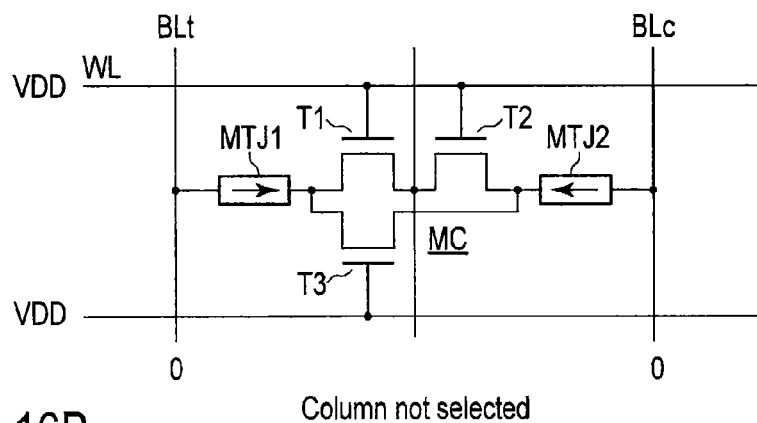 BLt BLc
VDD WL
T1 T2
MTJ1 MTJ2
MC
T3
VDD
0 0
Column not selected